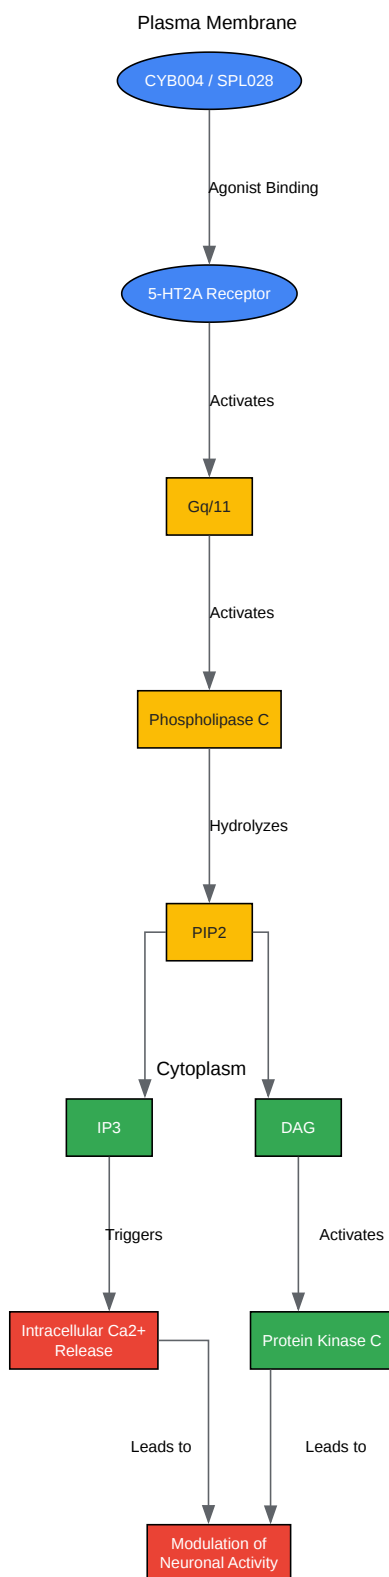 Plasma Membrane
CYB004 / SPL028
Agonist Binding
5-HT2A Receptor
Activates
Gq/11
Activates
Phospholipase C
Hydrolyzes
PIP2
Cytoplasm
IP3
DAG
Triggers
Activates
Intracellular Ca2+
Release
Protein Kinase C
Leads to
Leads to
Modulation of
Neuronal Activity